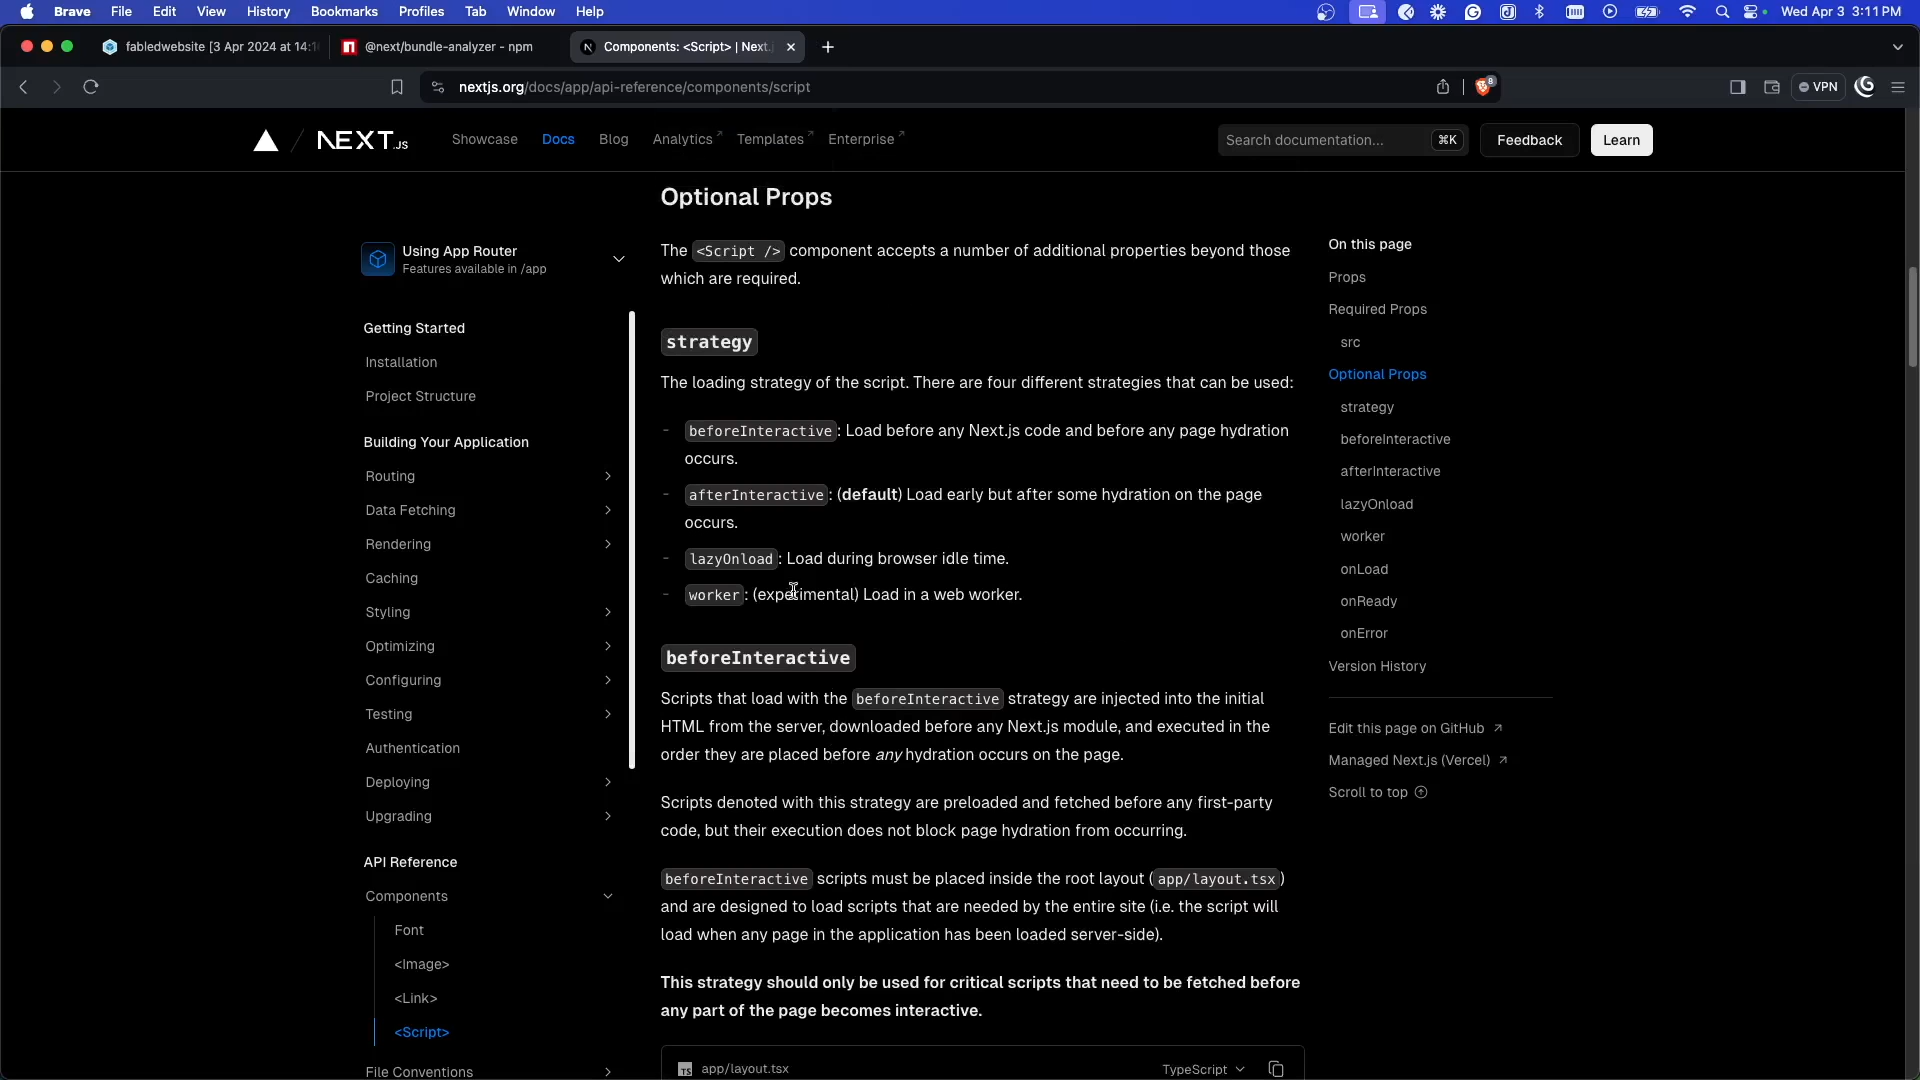 Brave File Edit View History Bookmarks Profiles Tab Window Help Wed Apr 3 3:11 PM
fabledwebsite [3 Apr 2024 at 14:1
@next/bundle-analyzer - npm
Components: <Script> | Next.j
nextjs.org/docs/app/api-reference/components/script
8
VPN
NEXT.JS
Showcase Docs Blog Analytics Templates Enterprise
Search documentation... ⌘K
Feedback
Learn
Using App Router
Features available in /app
Getting Started
Installation
Project Structure
Building Your Application
Routing
Data Fetching
Rendering
Caching
Styling
Optimizing
Configuring
Testing
Authentication
Deploying
Upgrading
API Reference
Components
Font
<Image>
<Link>
<Script>
File Conventions
Optional Props
The <Script /> component accepts a number of additional properties beyond those
which are required.
strategy
The loading strategy of the script. There are four different strategies that can be used:
- beforeInteractive: Load before any Next.js code and before any page hydration
occurs.
- afterInteractive: (default) Load early but after some hydration on the page
occurs.
- lazyOnload: Load during browser idle time.
- worker: (experimental) Load in a web worker.
beforeInteractive
Scripts that load with the beforeInteractive strategy are injected into the initial
HTML from the server, downloaded before any Next.js module, and executed in the
order they are placed before any hydration occurs on the page.
Scripts denoted with this strategy are preloaded and fetched before any first-party
code, but their execution does not block page hydration from occurring.
beforeInteractive scripts must be placed inside the root layout (app/layout.tsx)
and are designed to load scripts that are needed by the entire site (i.e. the script will
load when any page in the application has been loaded server-side).
This strategy should only be used for critical scripts that need to be fetched before
any part of the page becomes interactive.
TS app/layout.tsx TypeScript
On this page
Props
Required Props
src
Optional Props
strategy
beforeInteractive
afterInteractive
lazyOnload
worker
onLoad
onReady
onError
Version History
Edit this page on GitHub
Managed Next.js (Vercel)
Scroll to top